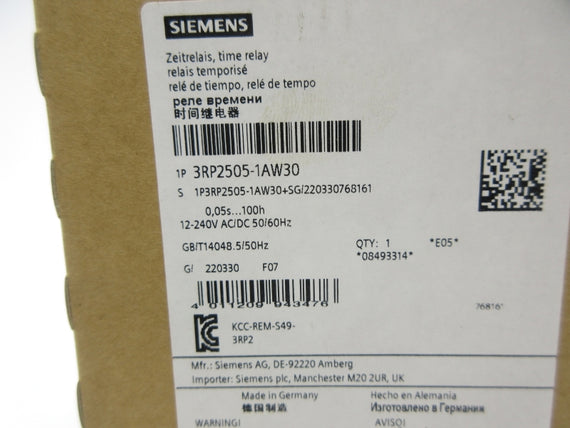 SIEMENS
Zeitrelais, time relay
relais temporisé
relé de tiempo, relé de tempo
реле времени
时间继电器
1P 3RP2505-1AW30
S 1P3RP2505-1AW30+SG/220330768161
0,05s...100h
12-240V AC/DC 50/60Hz
GB/T14048.5/50Hz QTY: 1 *E05*
*08493314*
G/ 220330 F07
4 011209 943476
76816*
KCC-REM-S49-
3RP2
Mfr.: Siemens AG, DE-92220 Amberg
Importer: Siemens plc, Manchester M20 2UR, UK
Made in Germany Hecho en Alemania
德国制造 Изготовлено в Германии
WARNING! AVISO!